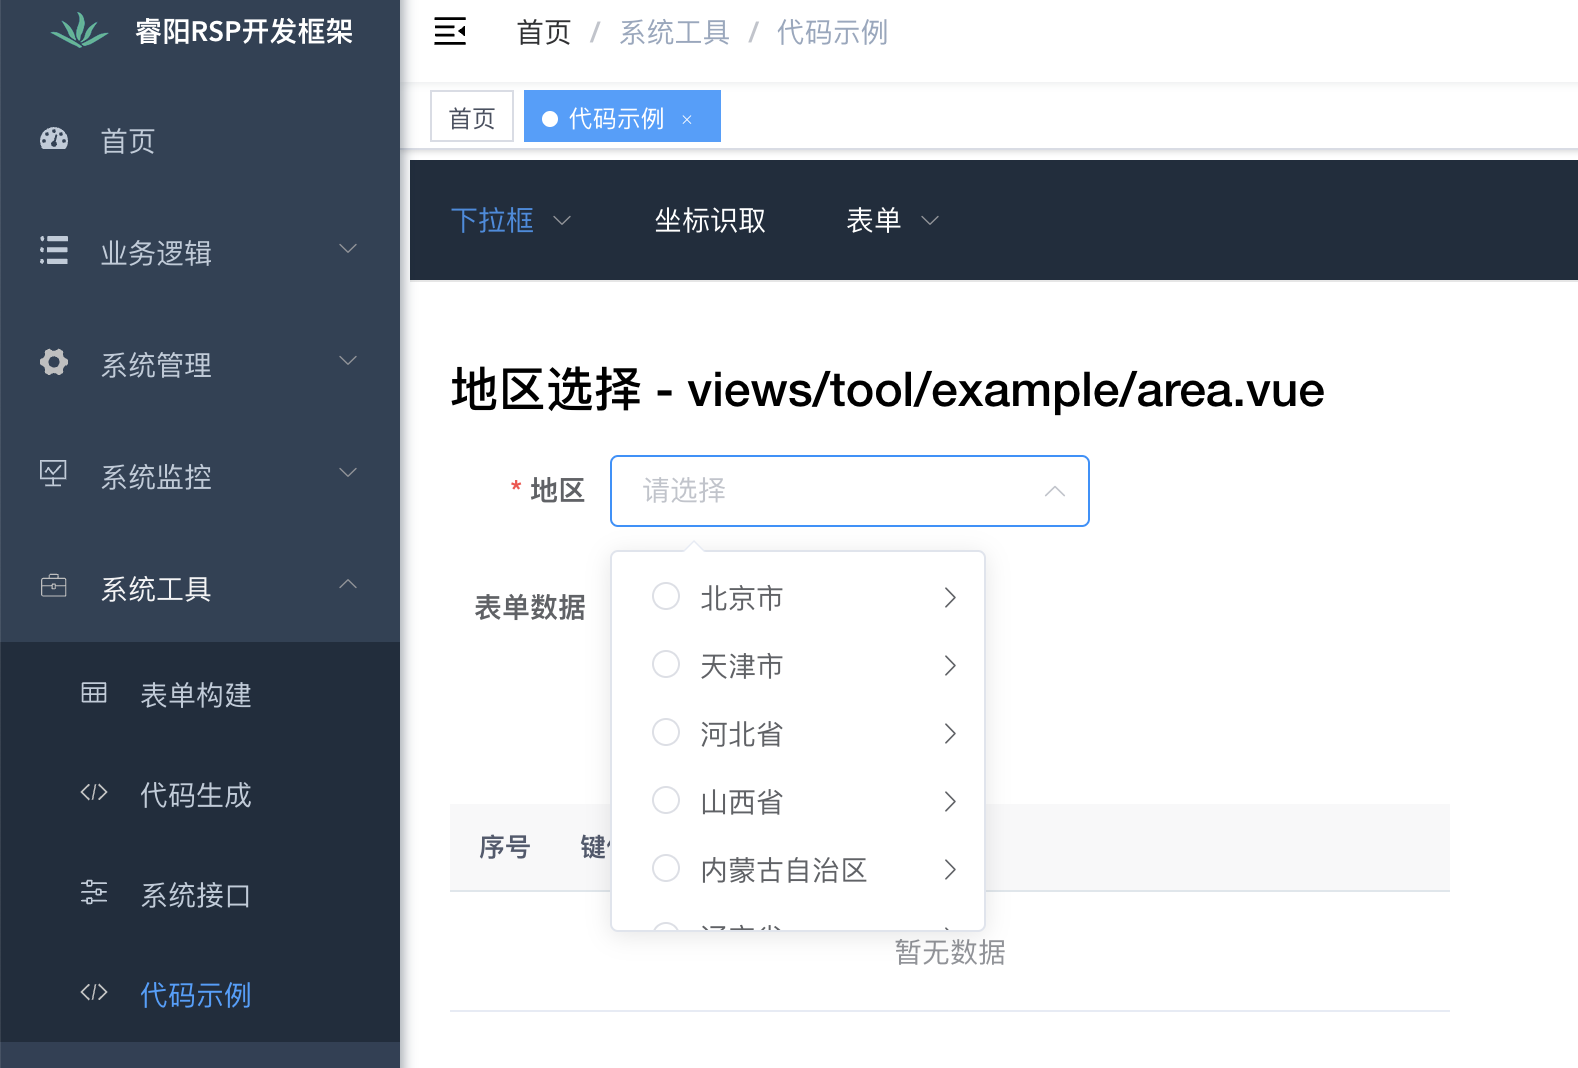 睿阳RSP开发框架
首页 / 系统工具 / 代码示例
首页
代码示例 ×
首页
业务逻辑
系统管理
系统监控
系统工具
表单构建
代码生成
系统接口
代码示例
下拉框
坐标识取
表单
地区选择 - views/tool/example/area.vue
* 地区
请选择
表单数据
北京市
天津市
河北省
山西省
内蒙古自治区
序号
键
暂无数据